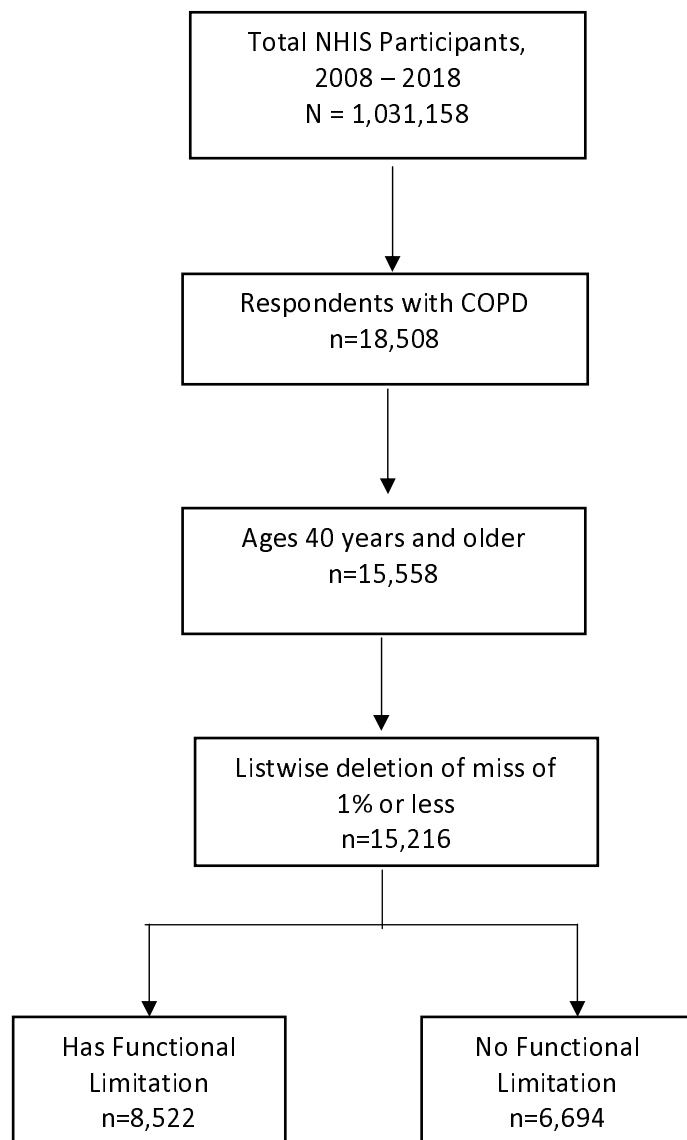 Total NHIS Participants,
2008 – 2018
N = 1,031,158
Respondents with COPD
n=18,508
Ages 40 years and older
n=15,558
Listwise deletion of miss of
1% or less
n=15,216
Has Functional
Limitation
n=8,522
No Functional
Limitation
n=6,694